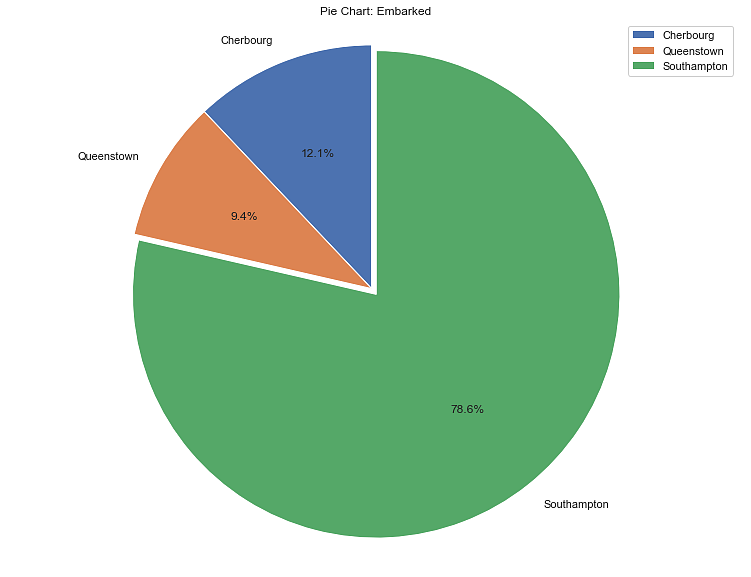 Pie Chart: Embarked
Cherbourg
Queenstown
Southampton
Cherbourg
12.1%
Queenstown
9.4%
78.6%
Southampton